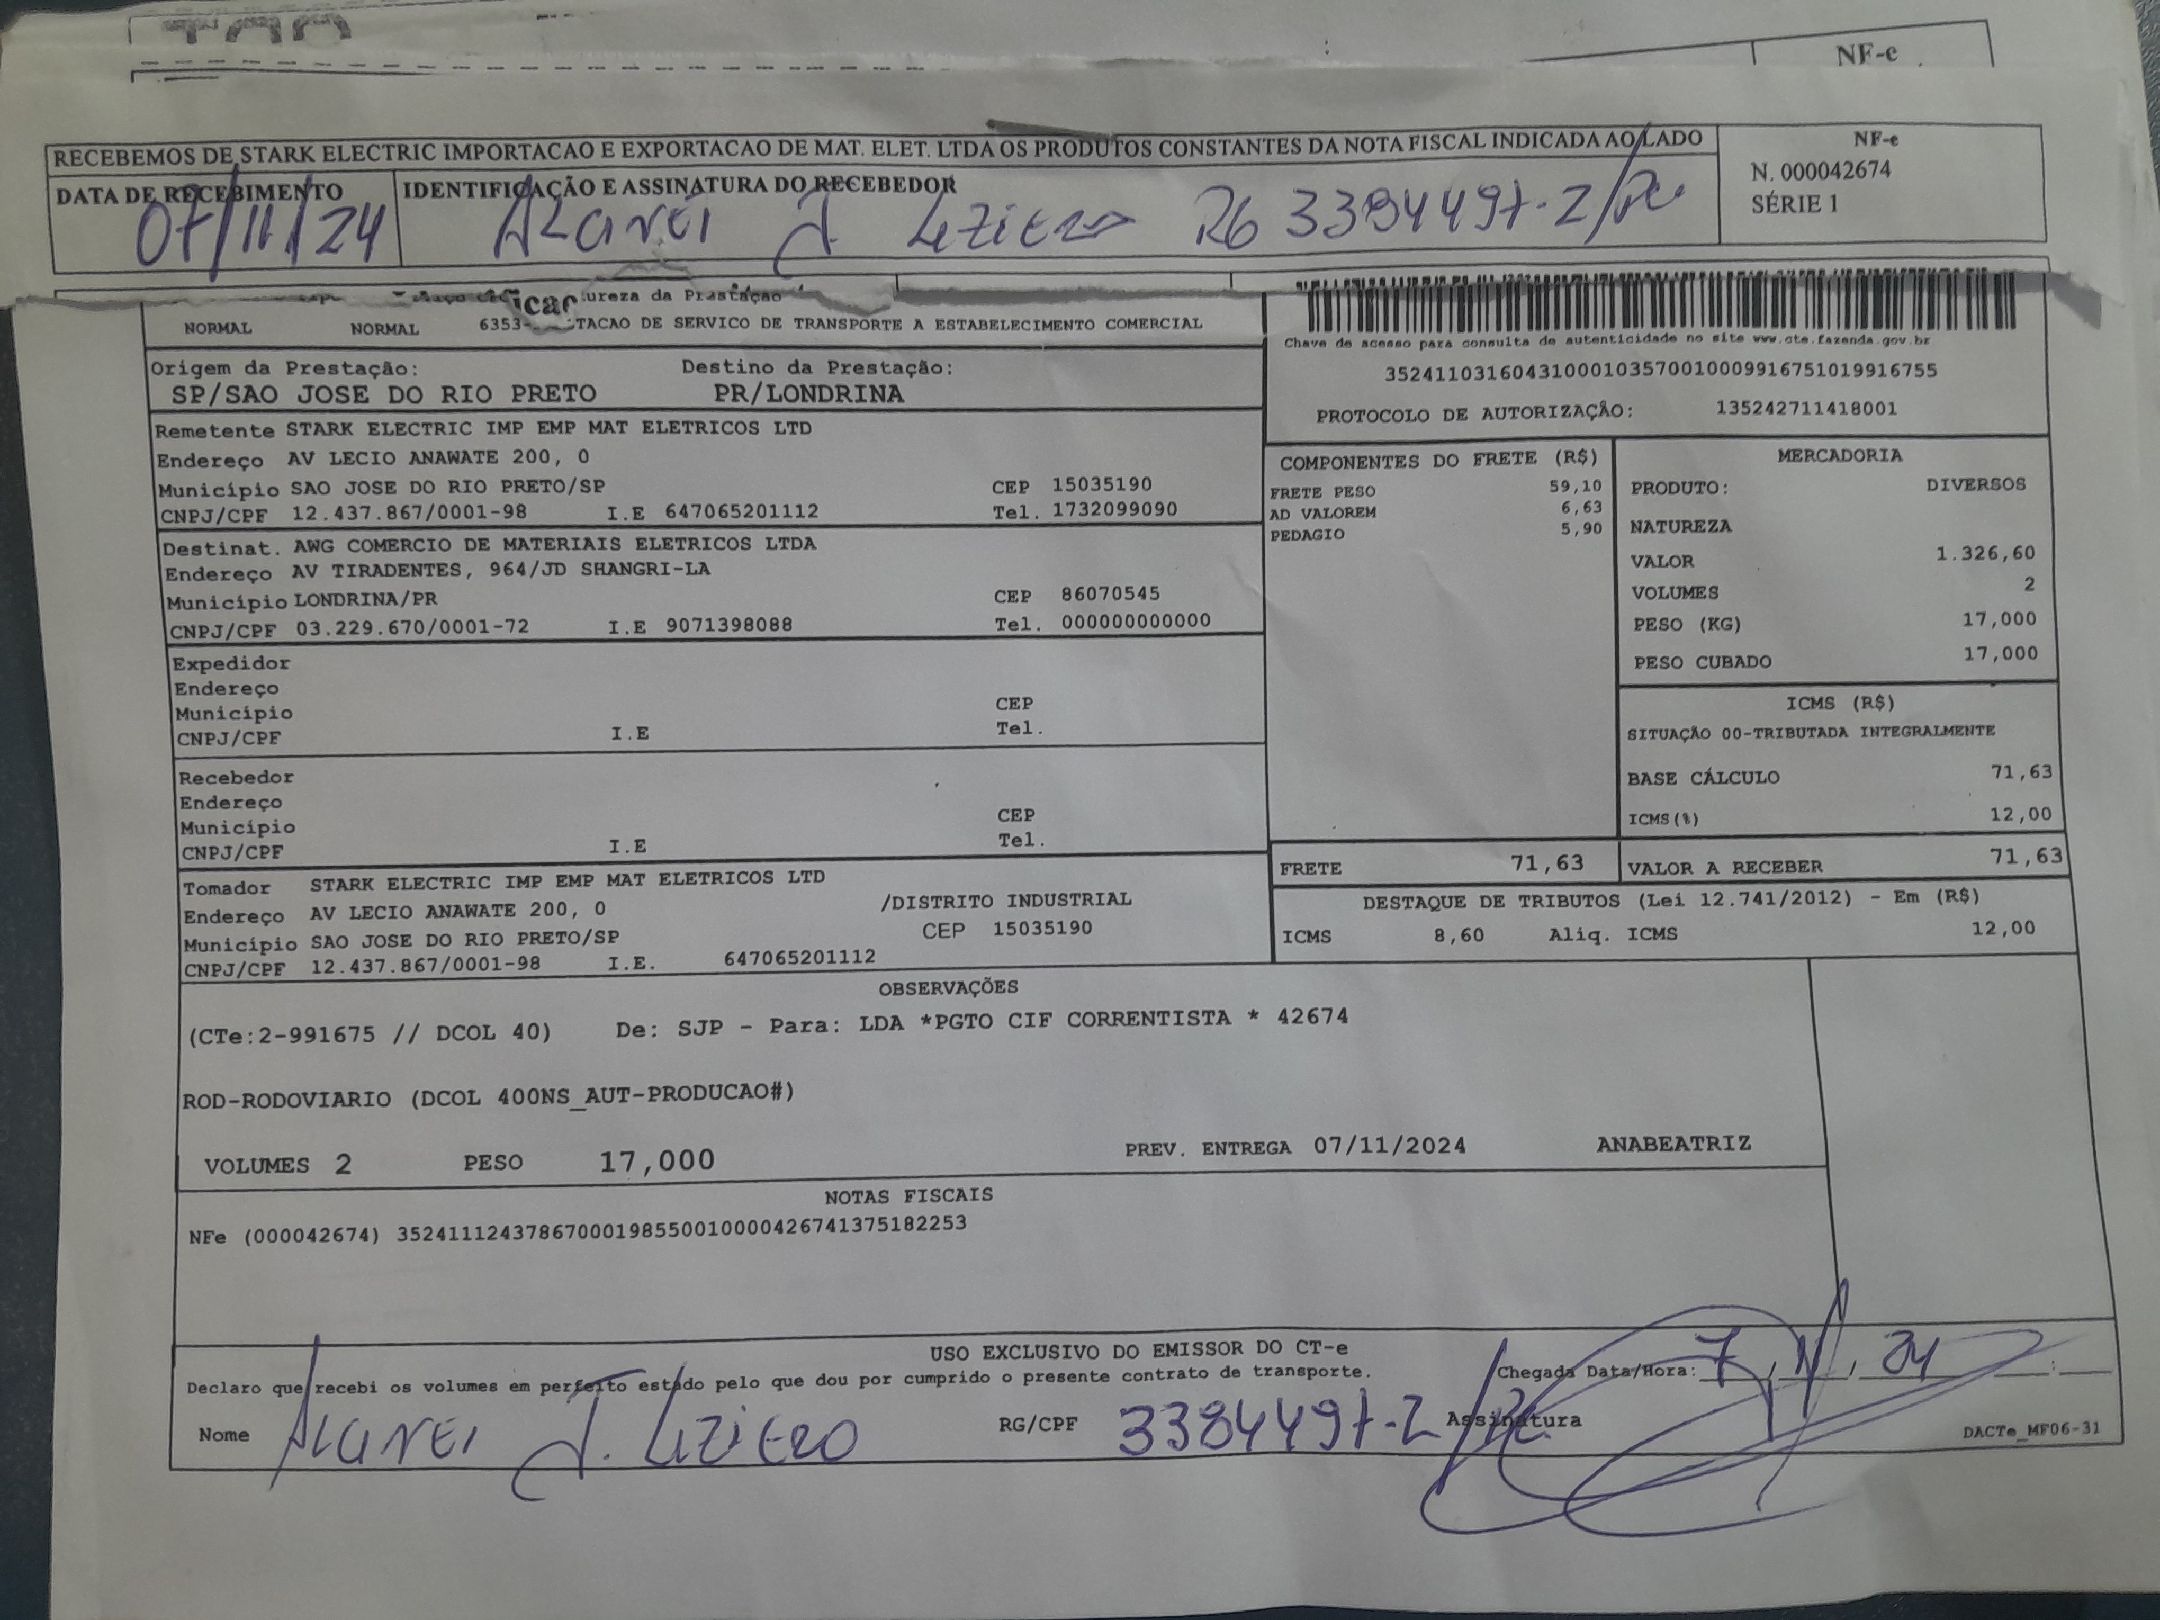 NF-e
RECEBEMOS DE STARK ELECTRIC IMPORTACAO E EXPORTACAO DE MAT. ELET. LTDA OS PRODUTOS CONSTANTES DA NOTA FISCAL INDICADA AO LADO
NF-e
N. 000042674
SÉRIE 1
DATA DE RECEBIMENTO IDENTIFICAÇÃO E ASSINATURA DO RECEBEDOR
07/11/24 J. RG 3384497-2/PR
icac ureza da Prestação
NORMAL NORMAL 6353- TACAO DE SERVICO DE TRANSPORTE A ESTABELECIMENTO COMERCIAL
Chave de acesso para consulta de autenticidade no site www.cte.fazenda.gov.br
35241103160431000103570010009916751019916755
PROTOCOLO DE AUTORIZAÇÃO: 135242711418001
Origem da Prestação: Destino da Prestação:
SP/SAO JOSE DO RIO PRETO PR/LONDRINA
Remetente STARK ELECTRIC IMP EMP MAT ELETRICOS LTD
Endereço AV LECIO ANAWATE 200, 0
Município SAO JOSE DO RIO PRETO/SP CEP 15035190
CNPJ/CPF 12.437.867/0001-98 I.E 647065201112 Tel. 1732099090
Destinat. AWG COMERCIO DE MATERIAIS ELETRICOS LTDA
Endereço AV TIRADENTES, 964/JD SHANGRI-LA
Município LONDRINA/PR CEP 86070545
CNPJ/CPF 03.229.670/0001-72 I.E 9071398088 Tel. 000000000000
Expedidor
Endereço
Município CEP
CNPJ/CPF I.E Tel.
Recebedor
Endereço
Município CEP
CNPJ/CPF I.E Tel.
Tomador STARK ELECTRIC IMP EMP MAT ELETRICOS LTD
Endereço AV LECIO ANAWATE 200, 0 /DISTRITO INDUSTRIAL
Município SAO JOSE DO RIO PRETO/SP CEP 15035190
CNPJ/CPF 12.437.867/0001-98 I.E. 647065201112
COMPONENTES DO FRETE (R$)
FRETE PESO 59,10
AD VALOREM 6,63
PEDAGIO 5,90
MERCADORIA
PRODUTO: DIVERSOS
NATUREZA
VALOR 1.326,60
VOLUMES 2
PESO (KG) 17,000
PESO CUBADO 17,000
ICMS (R$)
SITUAÇÃO 00-TRIBUTADA INTEGRALMENTE
BASE CÁLCULO 71,63
ICMS(%) 12,00
FRETE 71,63 VALOR A RECEBER 71,63
DESTAQUE DE TRIBUTOS (Lei 12.741/2012) - Em (R$)
ICMS 8,60 Aliq. ICMS 12,00
OBSERVAÇÕES
(CTe:2-991675 // DCOL 40) De: SJP - Para: LDA *PGTO CIF CORRENTISTA * 42674
ROD-RODOVIARIO (DCOL 400NS_AUT-PRODUCAO#)
VOLUMES 2 PESO 17,000 PREV. ENTREGA 07/11/2024 ANABEATRIZ
NOTAS FISCAIS
NFe (000042674) 35241112437867000198550010000426741375182253
USO EXCLUSIVO DO EMISSOR DO CT-e
Declaro que recebi os volumes em perfeito estado pelo que dou por cumprido o presente contrato de transporte. Chegada Data/Hora: 7, 11, 24 :
Nome J. RG/CPF 3384497-2/PR Assinatura
DACTe_MF06-31